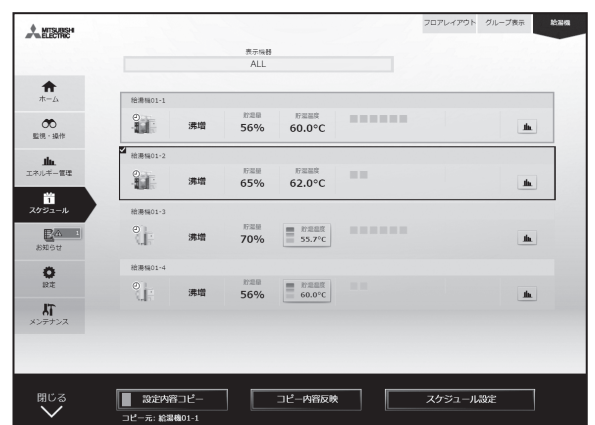 MITSUBISHI
ELECTRIC
フロアレイアウト グループ表示 給湯機
表示機器
ALL
ホーム
監視・操作
エネルギー管理
1
スケジュール
1
お知らせ
設定
メンテナンス
給湯機01-1
沸増
貯湯量
56%
貯湯温度
60.0°C
給湯機01-2
沸増
貯湯量
65%
貯湯温度
62.0°C
給湯機01-3
沸増
貯湯量
70%
貯湯温度
55.7°C
給湯機01-4
沸増
貯湯量
56%
貯湯温度
60.0°C
閉じる
設定内容コピー
コピー内容反映
スケジュール設定
コピー元: 給湯機01-1